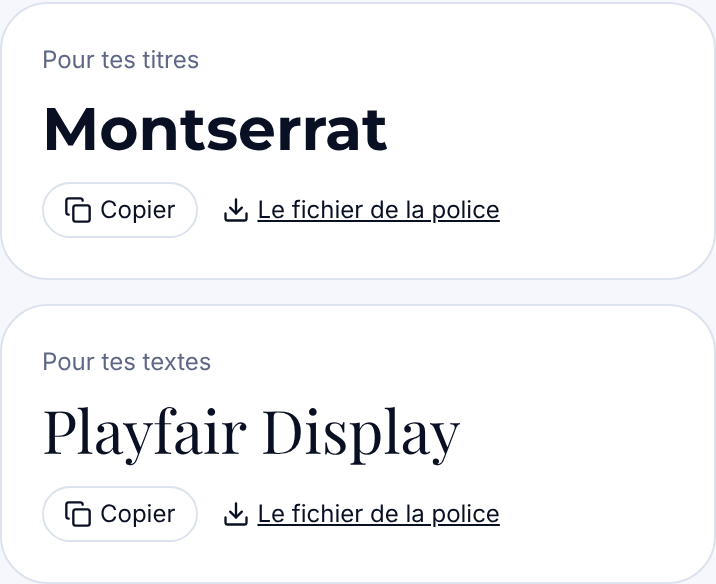 Pour tes titres
Montserrat
Copier Le fichier de la police
Pour tes textes
Playfair Display
Copier Le fichier de la police